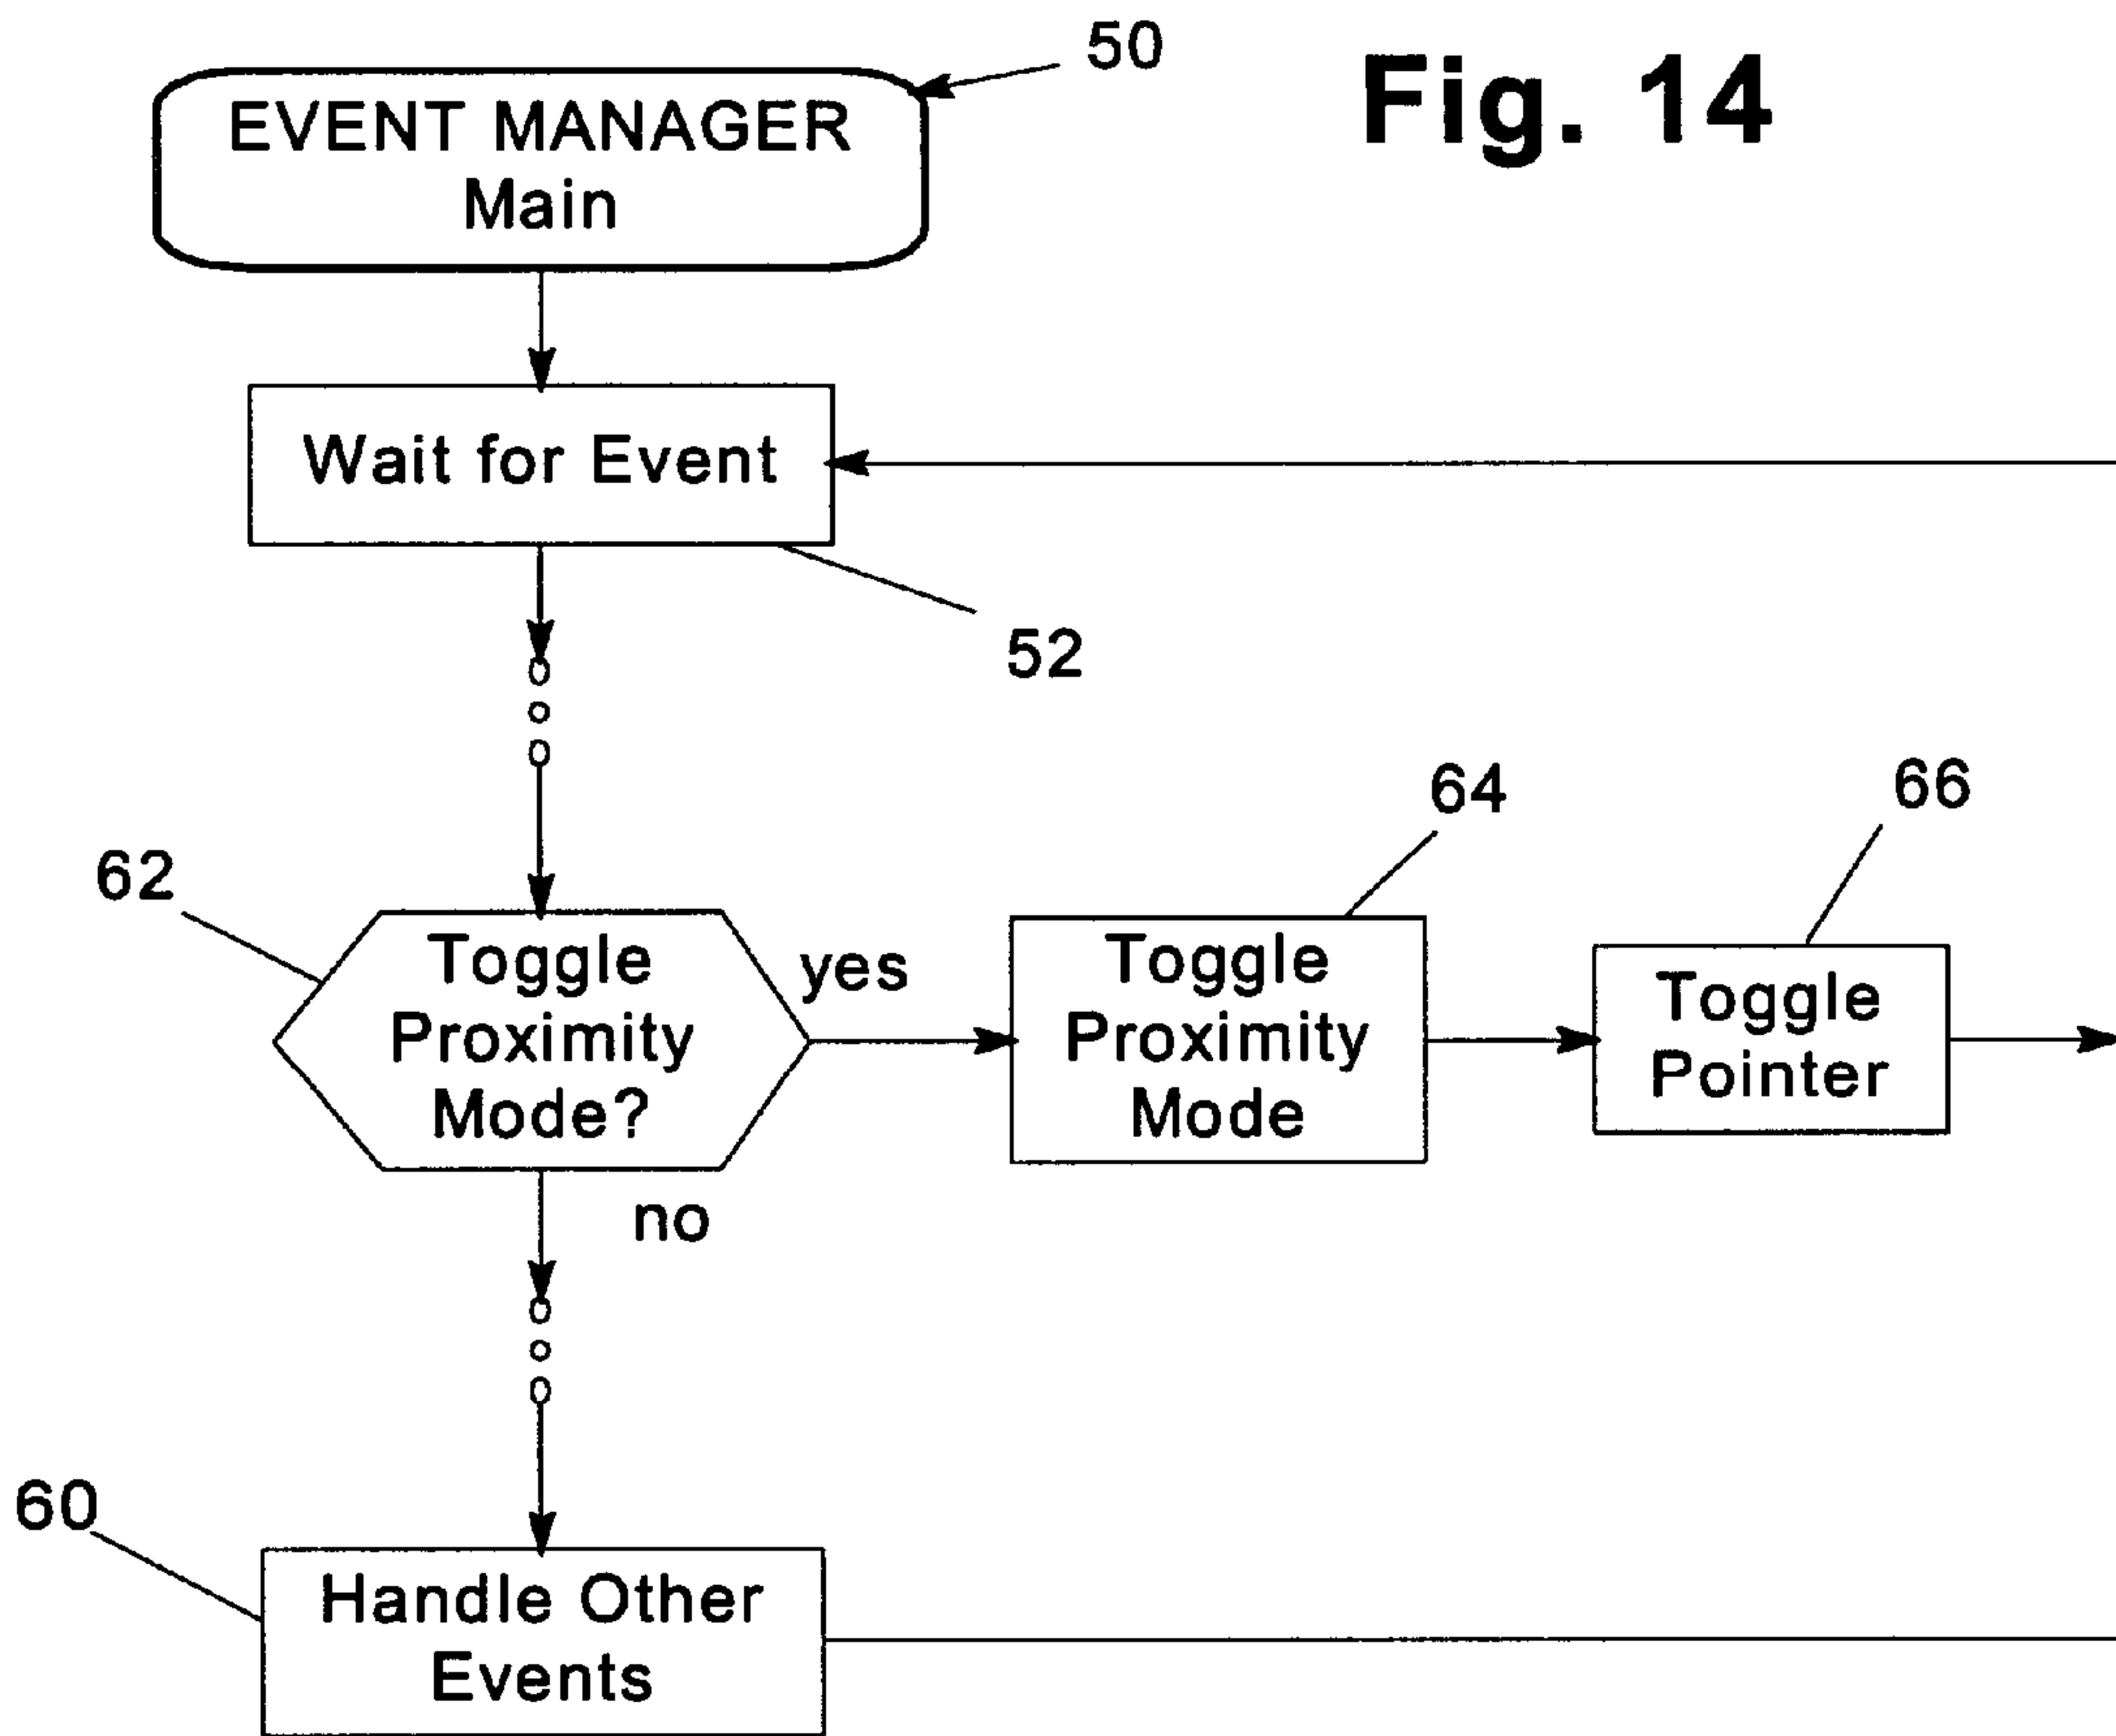 50
Fig. 14
EVENT MANAGER
Main
Wait for Event
52
64
66
62
Toggle
Proximity
Mode?
yes
Toggle
Proximity
Mode
Toggle
Pointer
no
60
Handle Other
Events